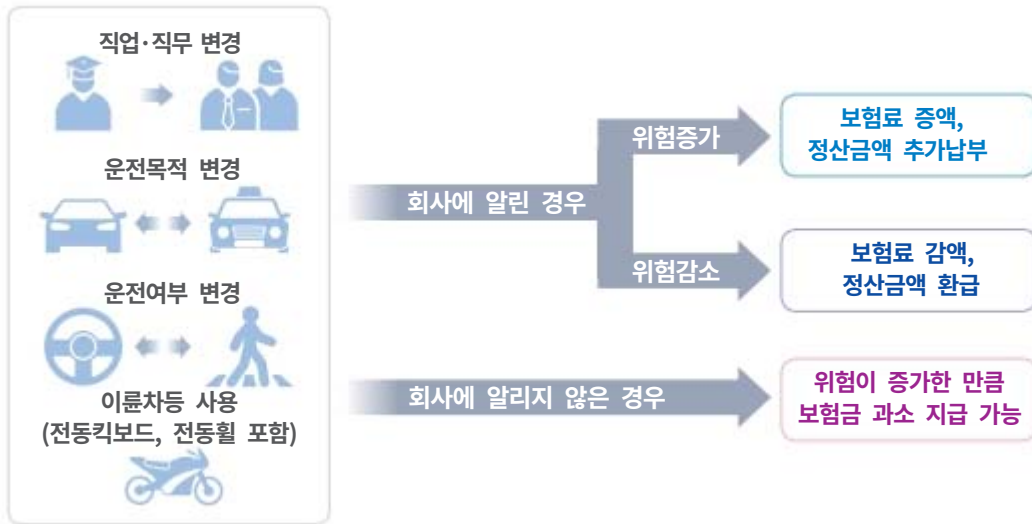 직업·직무 변경
운전목적 변경
운전여부 변경
이륜차등 사용
(전동킥보드, 전동휠 포함)
회사에 알린 경우
위험증가
위험감소
보험료 증액,
정산금액 추가납부
보험료 감액,
정산금액 환급
회사에 알리지 않은 경우
위험이 증가한 만큼
보험금 과소 지급 가능